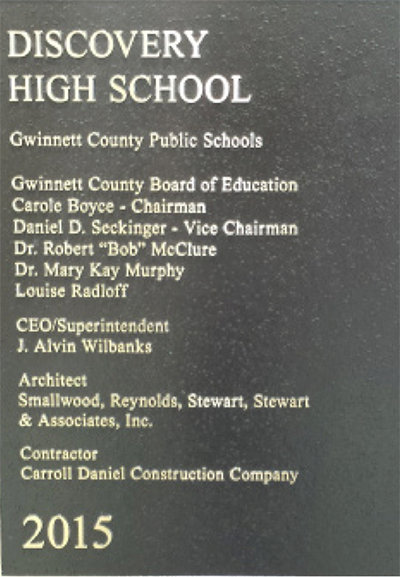 DISCOVERY
HIGH SCHOOL
Gwinnett County Public Schools
Gwinnett County Board of Education
Carole Boyce - Chairman
Daniel D. Seckinger - Vice Chairman
Dr. Robert “Bob” McClure
Dr. Mary Kay Murphy
Louise Radloff
CEO/Superintendent
J. Alvin Wilbanks
Architect
Smallwood, Reynolds, Stewart, Stewart
& Associates, Inc.
Contractor
Carroll Daniel Construction Company
2015